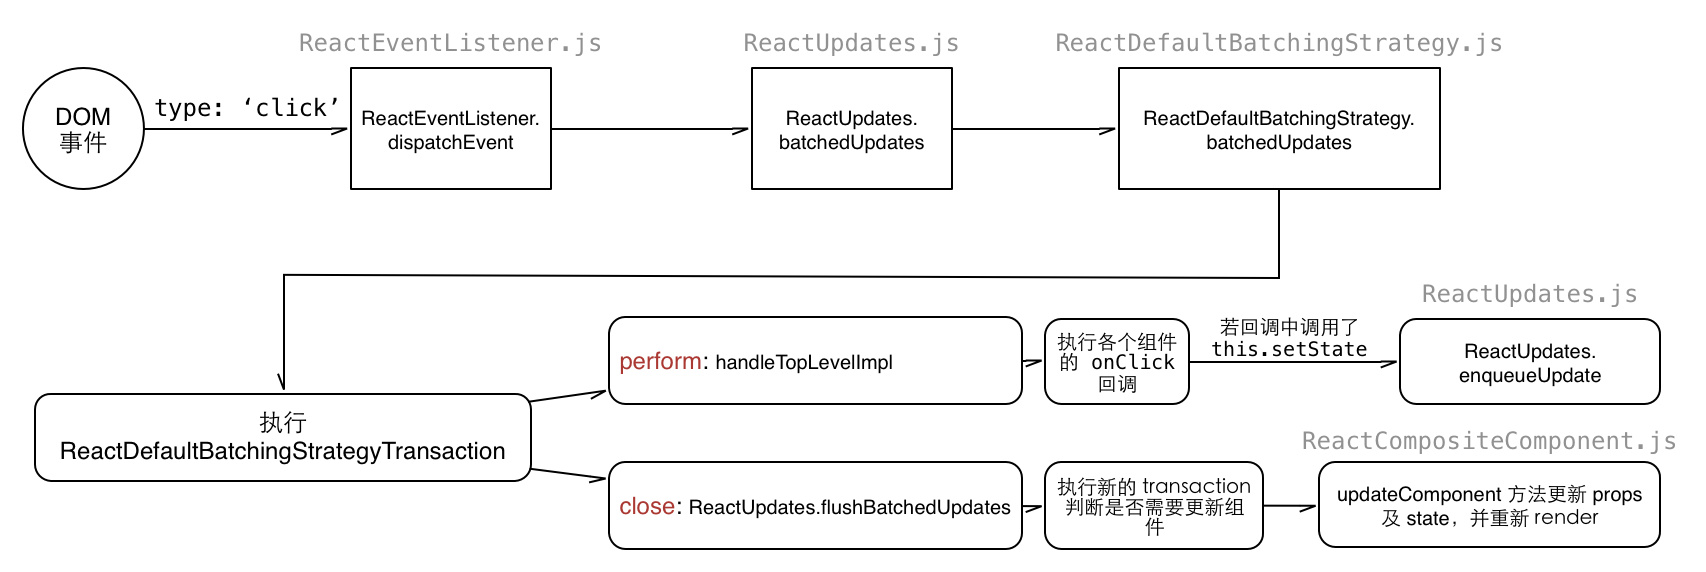 ReactEventListener.js
ReactUpdates.js
ReactDefaultBatchingStrategy.js
DOM
事件
type: ‘click’
ReactEventListener.
dispatchEvent
ReactUpdates.
batchedUpdates
ReactDefaultBatchingStrategy.
batchedUpdates
执行
ReactDefaultBatchingStrategyTransaction
perform: handleTopLevelImpl
执行各个组件
的 onClick
回调
若回调中调用了
this.setState
ReactUpdates.js
ReactUpdates.
enqueueUpdate
close: ReactUpdates.flushBatchedUpdates
执行新的 transaction
判断是否需要更新组
件
ReactCompositeComponent.js
updateComponent 方法更新 props
及 state，并重新 render